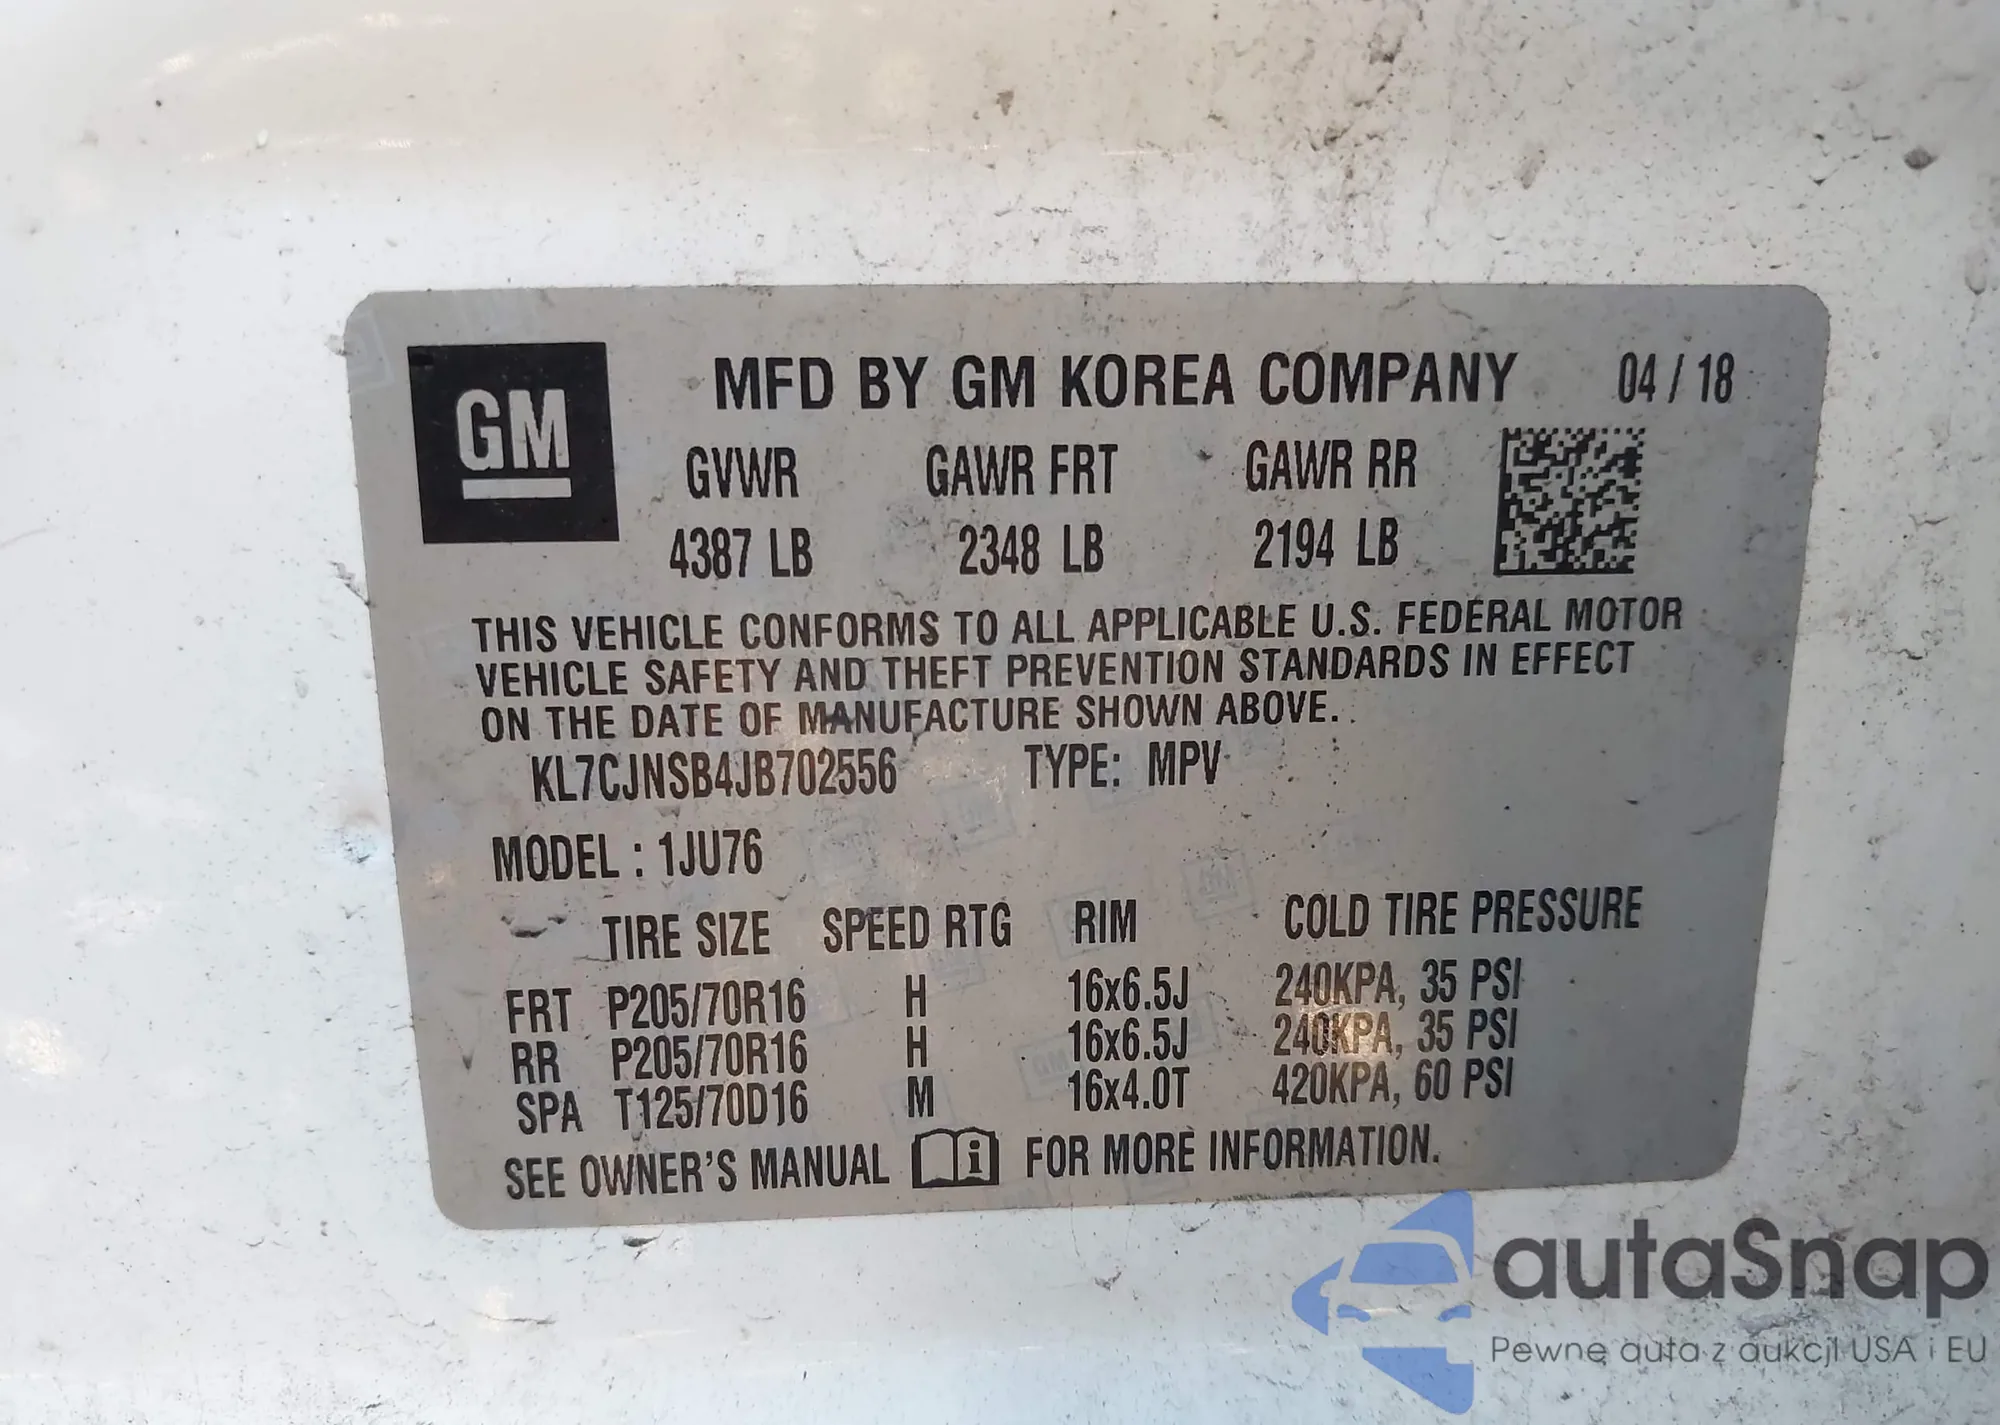 GM
MFD BY GM KOREA COMPANY 04 / 18
GVWR GAWR FRT GAWR RR
4387 LB 2348 LB 2194 LB
THIS VEHICLE CONFORMS TO ALL APPLICABLE U.S. FEDERAL MOTOR
VEHICLE SAFETY AND THEFT PREVENTION STANDARDS IN EFFECT
ON THE DATE OF MANUFACTURE SHOWN ABOVE.
KL7CJNSB4JB702556 TYPE: MPV
MODEL : 1JU76
TIRE SIZE SPEED RTG RIM COLD TIRE PRESSURE
FRT P205/70R16 H 16x6.5J 240KPA, 35 PSI
RR P205/70R16 H 16x6.5J 240KPA, 35 PSI
SPA T125/70D16 M 16x4.0T 420KPA, 60 PSI
SEE OWNER'S MANUAL i FOR MORE INFORMATION.
autaSnap
Pewne auta z aukcji USA i EU